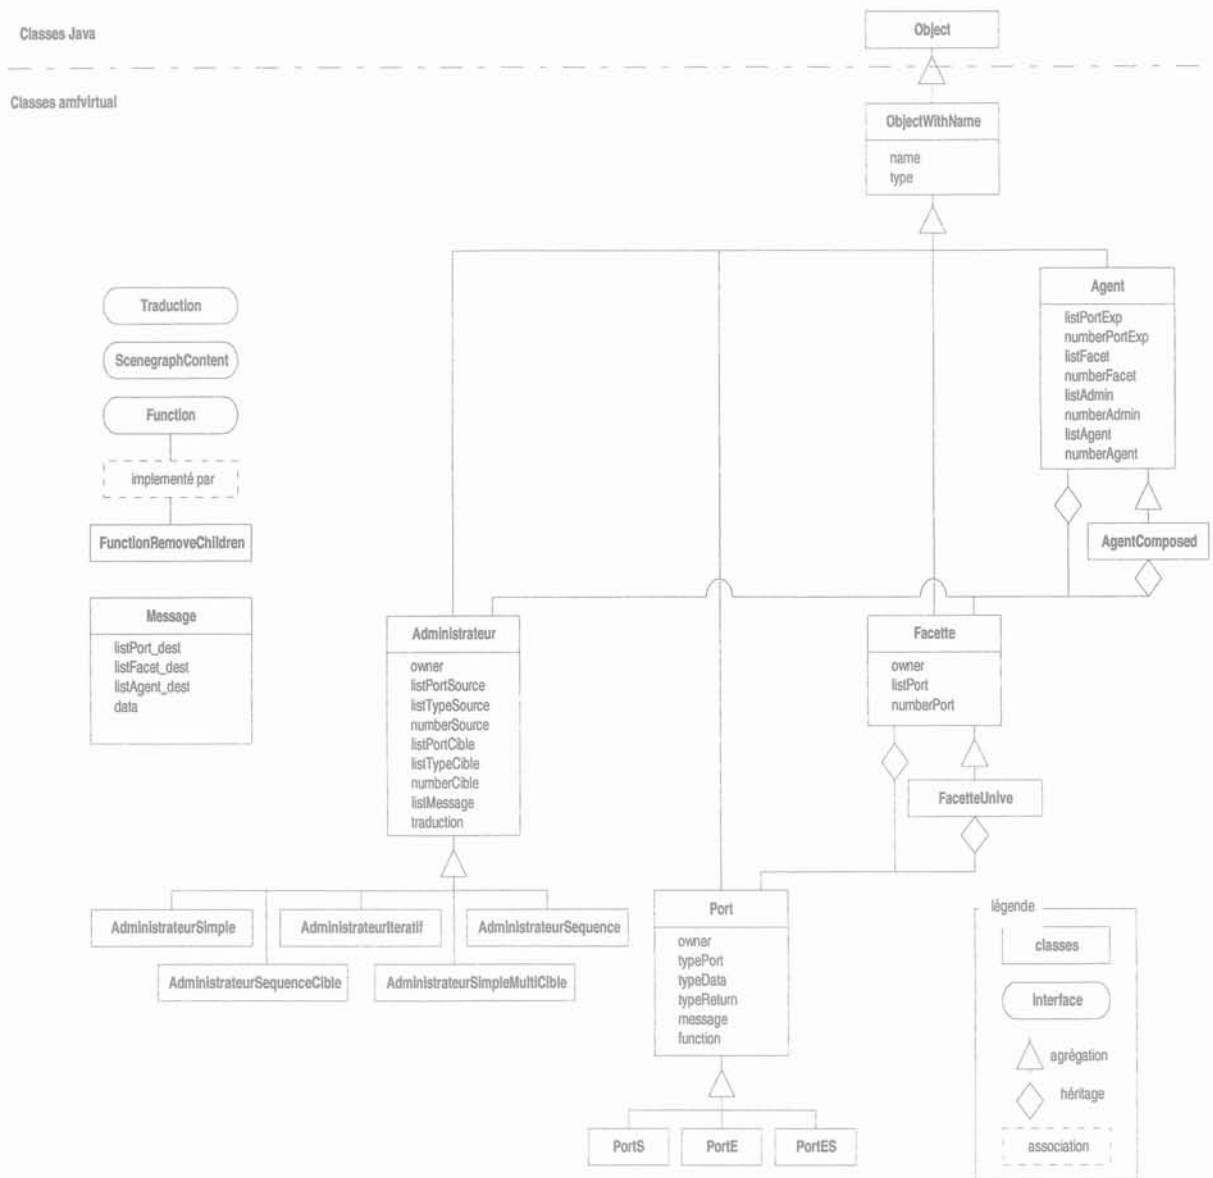 Classes Java
Object
Classes amfvirtual
ObjectWithName
name
type
Agent
listPortExp
numberPortExp
listFacet
numberFacet
listAdmin
numberAdmin
listAgent
numberAgent
AgentComposed
Traduction
ScenegraphContent
Function
implementé par
FunctionRemoveChildren
Message
listPort_dest
listFacet_dest
listAgent_dest
data
Administrateur
owner
listPortSource
listTypeSource
numberSource
listPortCible
listTypeCible
numberCible
listMessage
traduction
Facette
owner
listPort
numberPort
FacetteUnive
AdministrateurSimple
AdministrateurIteratif
AdministrateurSequence
AdministrateurSequenceCible
AdministrateurSimpleMultiCible
Port
owner
typePort
typeData
typeReturn
message
function
PortS
PortE
PortES
légende
classes
Interface
agrégation
héritage
association